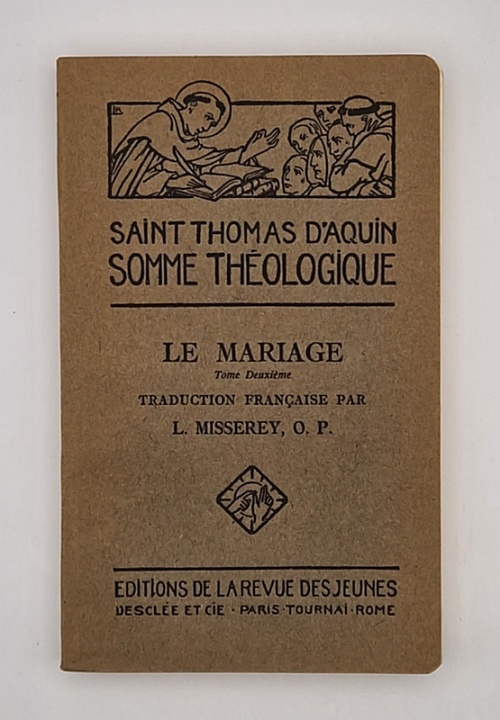 SAINT THOMAS D'AQUIN
SOMME THÉOLOGIQUE
LE MARIAGE
Tome Deuxième
TRADUCTION FRANÇAISE PAR
L. MISSEREY, O. P.
EDITIONS DE LA REVUE DES JEUNES
DESCLÉE ET CIE · PARIS · TOURNAI · ROME